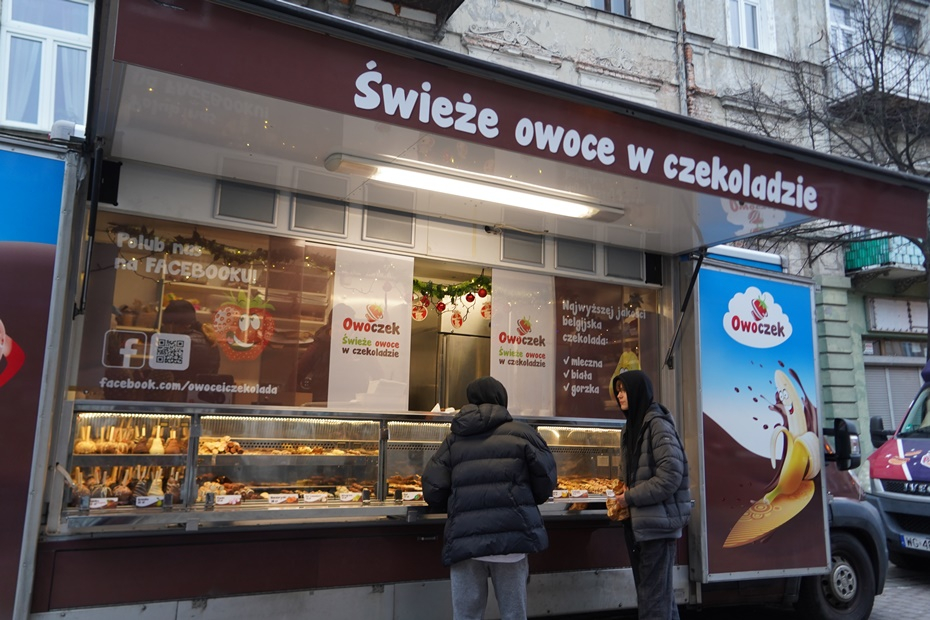 Świeże owoce w czekoladzie
Polub nas
na FACEBOOKU!
facebook.com/owoceiczekolada
Owoczek
Świeże owoce
w czekoladzie
Owoczek
Świeże owoce
w czekoladzie
Najwyższej jakości
belgijska
czekolada:
✓ mleczna
✓ biała
✓ gorzka
Owoczek
IVECO